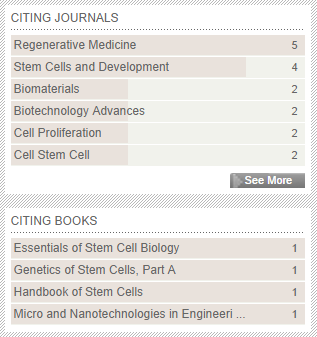 CITING JOURNALS
Regenerative Medicine 5
Stem Cells and Development 4
Biomaterials 2
Biotechnology Advances 2
Cell Proliferation 2
Cell Stem Cell 2
See More
CITING BOOKS
Essentials of Stem Cell Biology 1
Genetics of Stem Cells, Part A 1
Handbook of Stem Cells 1
Micro and Nanotechnologies in Engineeri ... 1